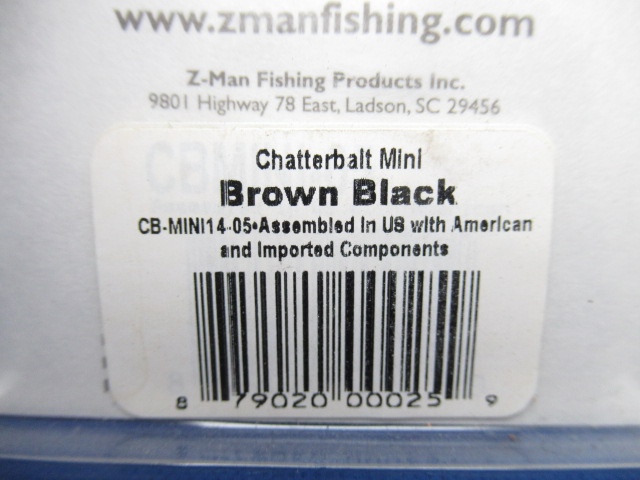 www.zmanfishing.com
Z-Man Fishing Products Inc.
9801 Highway 78 East, Ladson, SC 29456
Chatterbait Mini
Brown Black
CB-MINI14-05•Assembled in US with American
and Imported Components
8 79020 00025 9